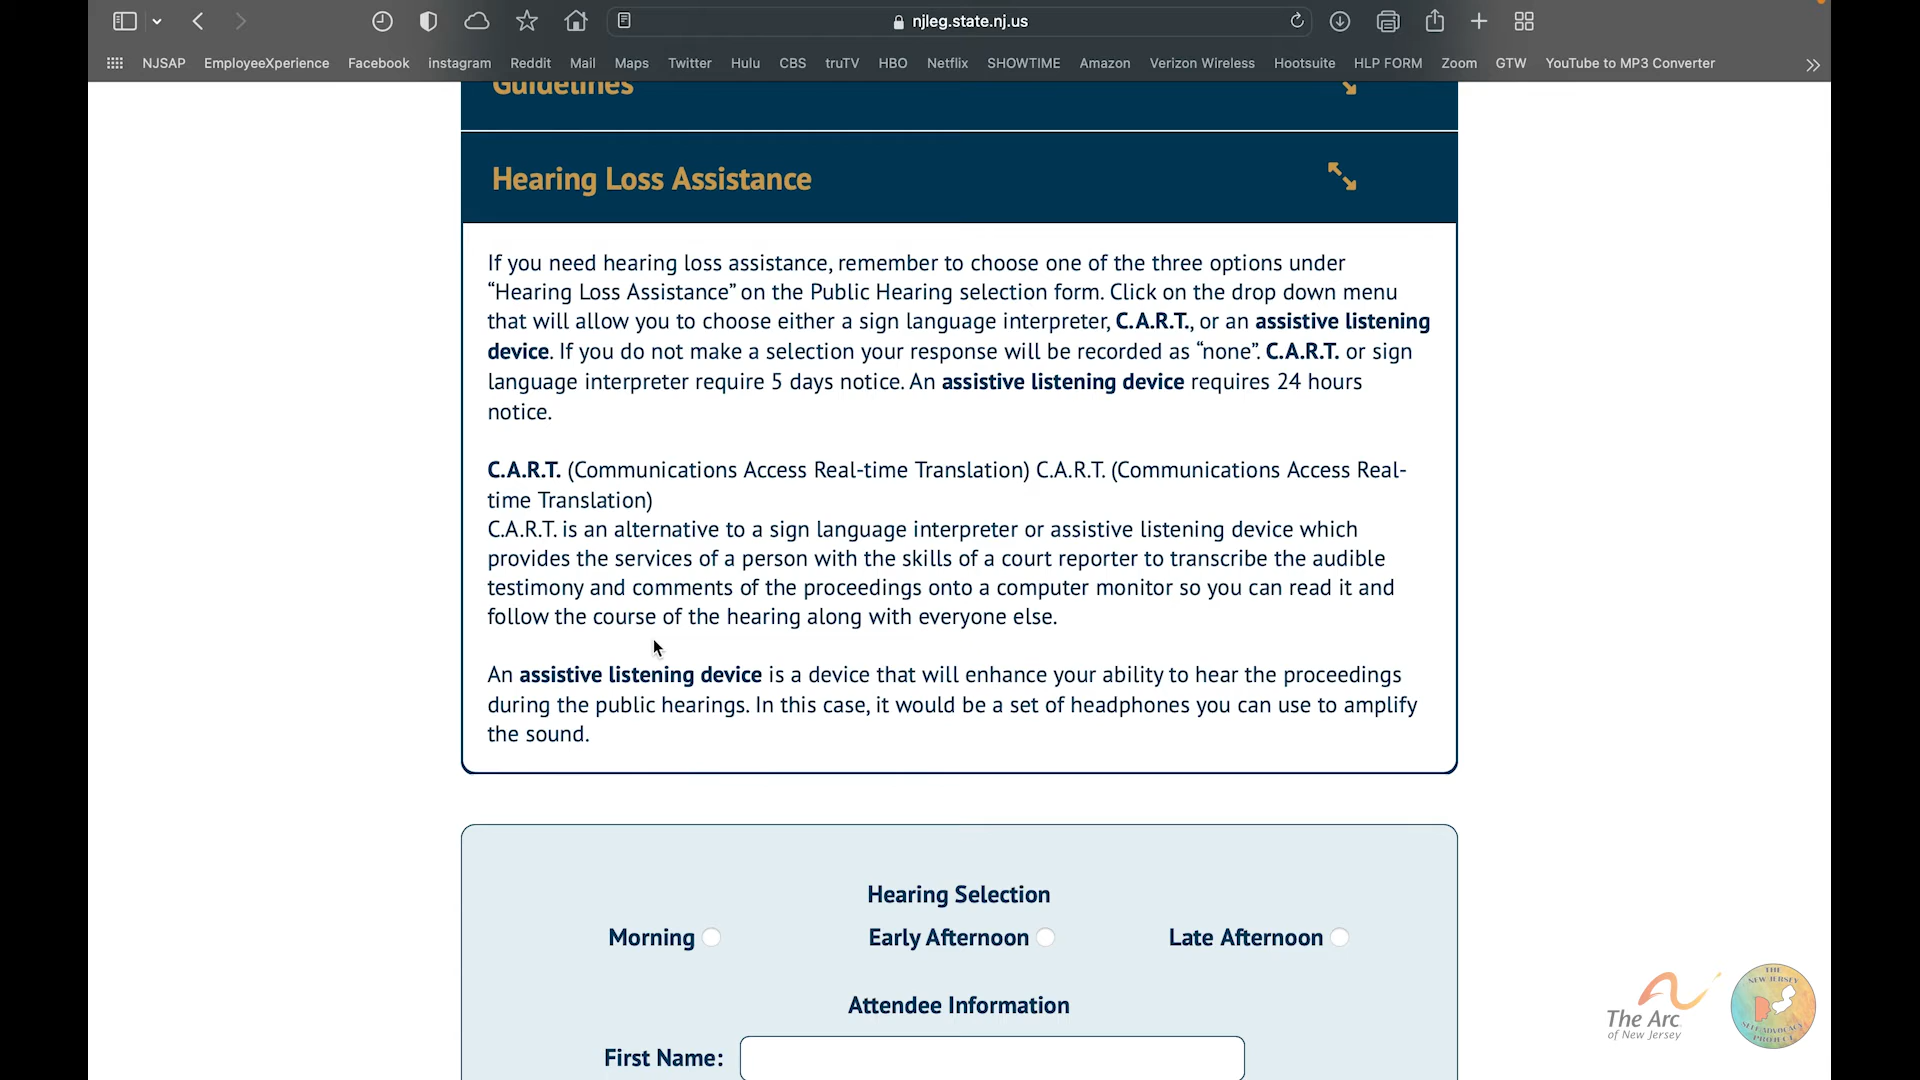 njleg.state.nj.us
NJSAP EmployeeXperience Facebook instagram Reddit Mail Maps Twitter Hulu CBS truTV HBO Netflix SHOWTIME Amazon Verizon Wireless Hootsuite HLP FORM Zoom GTW YouTube to MP3 Converter
Guidelines
Hearing Loss Assistance
If you need hearing loss assistance, remember to choose one of the three options under
“Hearing Loss Assistance” on the Public Hearing selection form. Click on the drop down menu
that will allow you to choose either a sign language interpreter, C.A.R.T., or an assistive listening
device. If you do not make a selection your response will be recorded as “none”. C.A.R.T. or sign
language interpreter require 5 days notice. An assistive listening device requires 24 hours
notice.
C.A.R.T. (Communications Access Real-time Translation) C.A.R.T. (Communications Access Real-
time Translation)
C.A.R.T. is an alternative to a sign language interpreter or assistive listening device which
provides the services of a person with the skills of a court reporter to transcribe the audible
testimony and comments of the proceedings onto a computer monitor so you can read it and
follow the course of the hearing along with everyone else.
An assistive listening device is a device that will enhance your ability to hear the proceedings
during the public hearings. In this case, it would be a set of headphones you can use to amplify
the sound.
Hearing Selection
Morning Early Afternoon Late Afternoon
Attendee Information
First Name:
The Arc
of New Jersey
THE
NEW JERSEY
SELF ADVOCACY
PROJECT